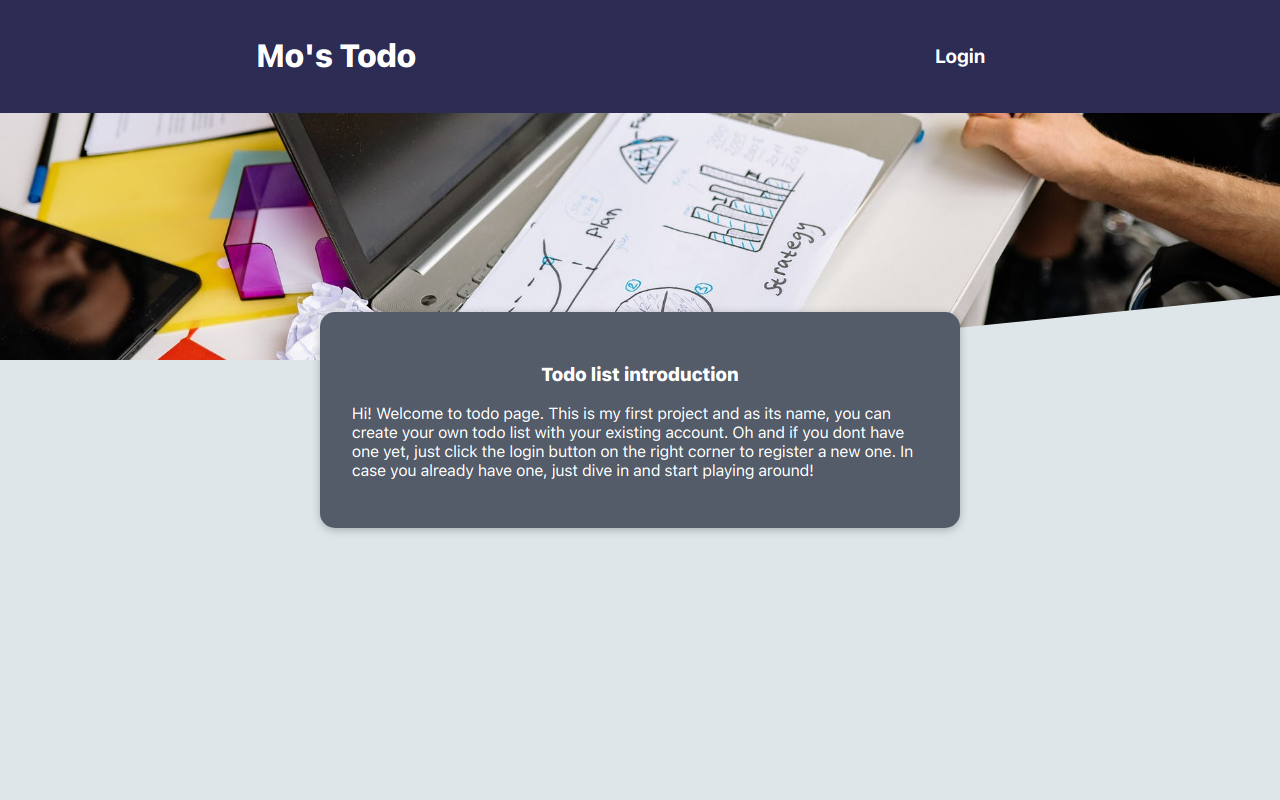 Mo's Todo
Login
Plan
Strategy
Todo list introduction
Hi! Welcome to todo page. This is my first project and as its name, you can
create your own todo list with your existing account. Oh and if you dont have
one yet, just click the login button on the right corner to register a new one. In
case you already have one, just dive in and start playing around!